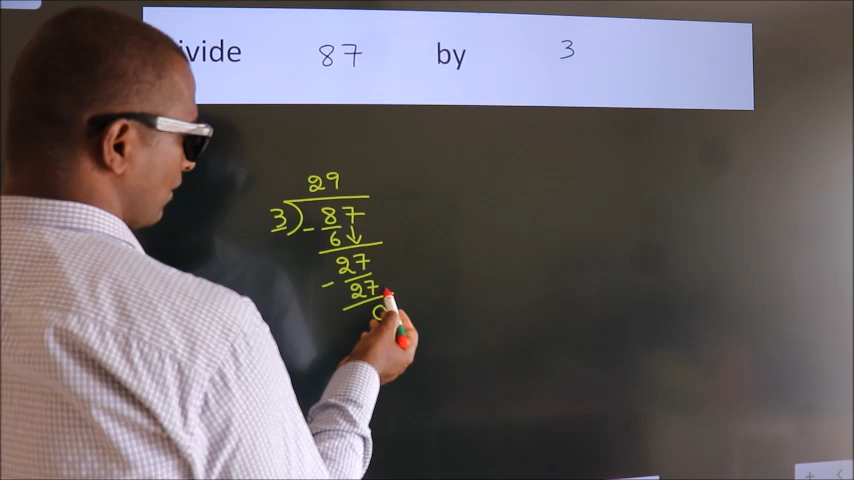 ivide 87 by 3
29
3) - 87
6↓
27
- 27
0